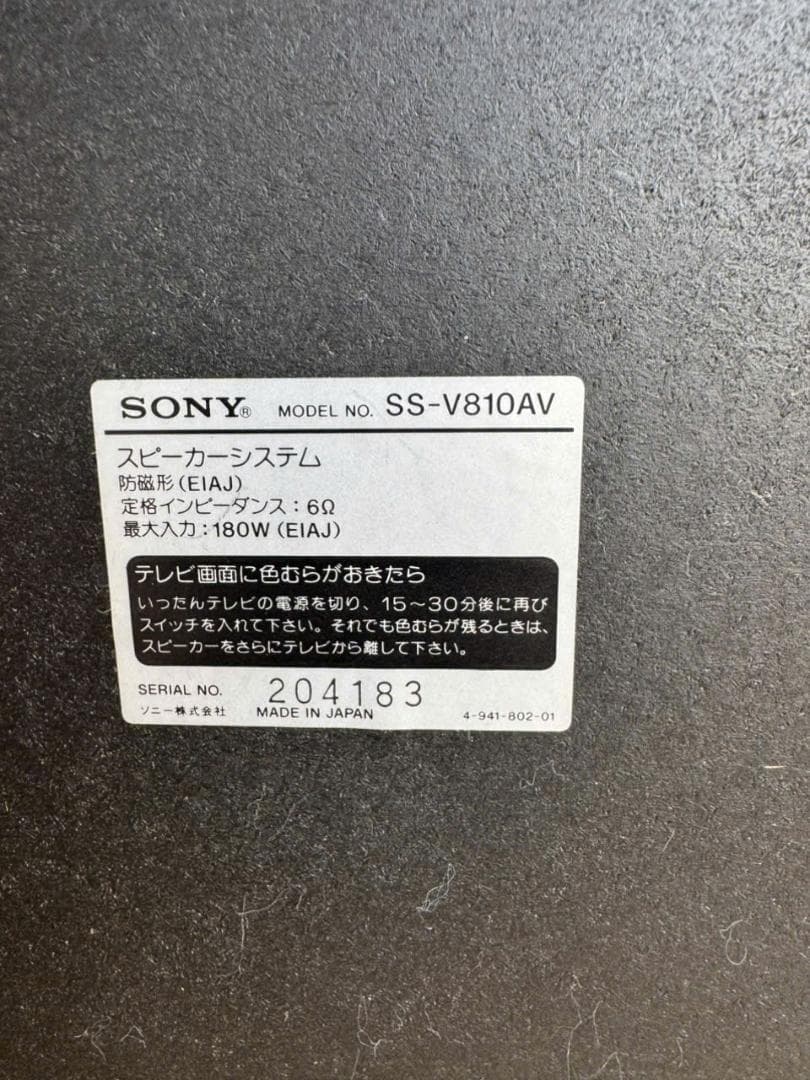 SONY® MODEL NO. SS-V810AV
スピーカーシステム
防磁形(EIAJ)
定格インピーダンス:6Ω
最大入力:180W(EIAJ)
テレビ画面に色むらがおきたら
いったんテレビの電源を切り、15〜30分後に再び
スイッチを入れて下さい。それでも色むらが残るときは、
スピーカーをさらにテレビから離して下さい。
SERIAL NO. 204183
ソニー株式会社 MADE IN JAPAN 4-941-802-01